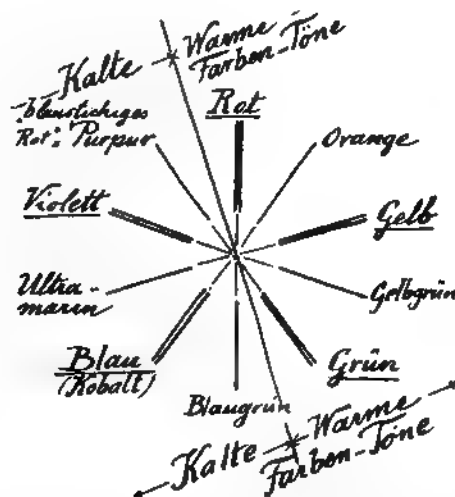 Kalte Warme
Farben-Töne
blaustichiges
Rot: Purpur
Rot
Orange
Violett
Gelb
Ultra-
marin
Gelbgrün
Blau
(Kobalt)
Grün
Blaugrün
Kalte Warme
Farben-Töne